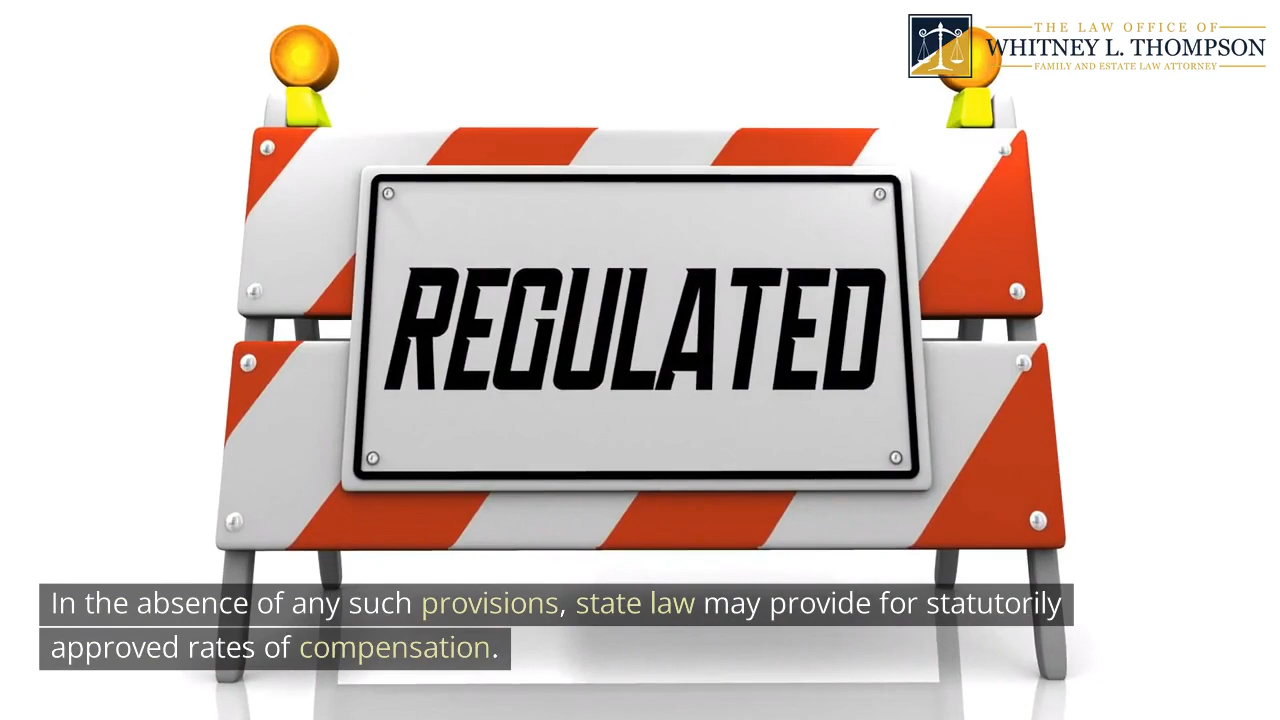 THE LAW OFFICE OF
WHITNEY L. THOMPSON
FAMILY AND ESTATE LAW ATTORNEY
REGULATED
In the absence of any such provisions, state law may provide for statutorily
approved rates of compensation.